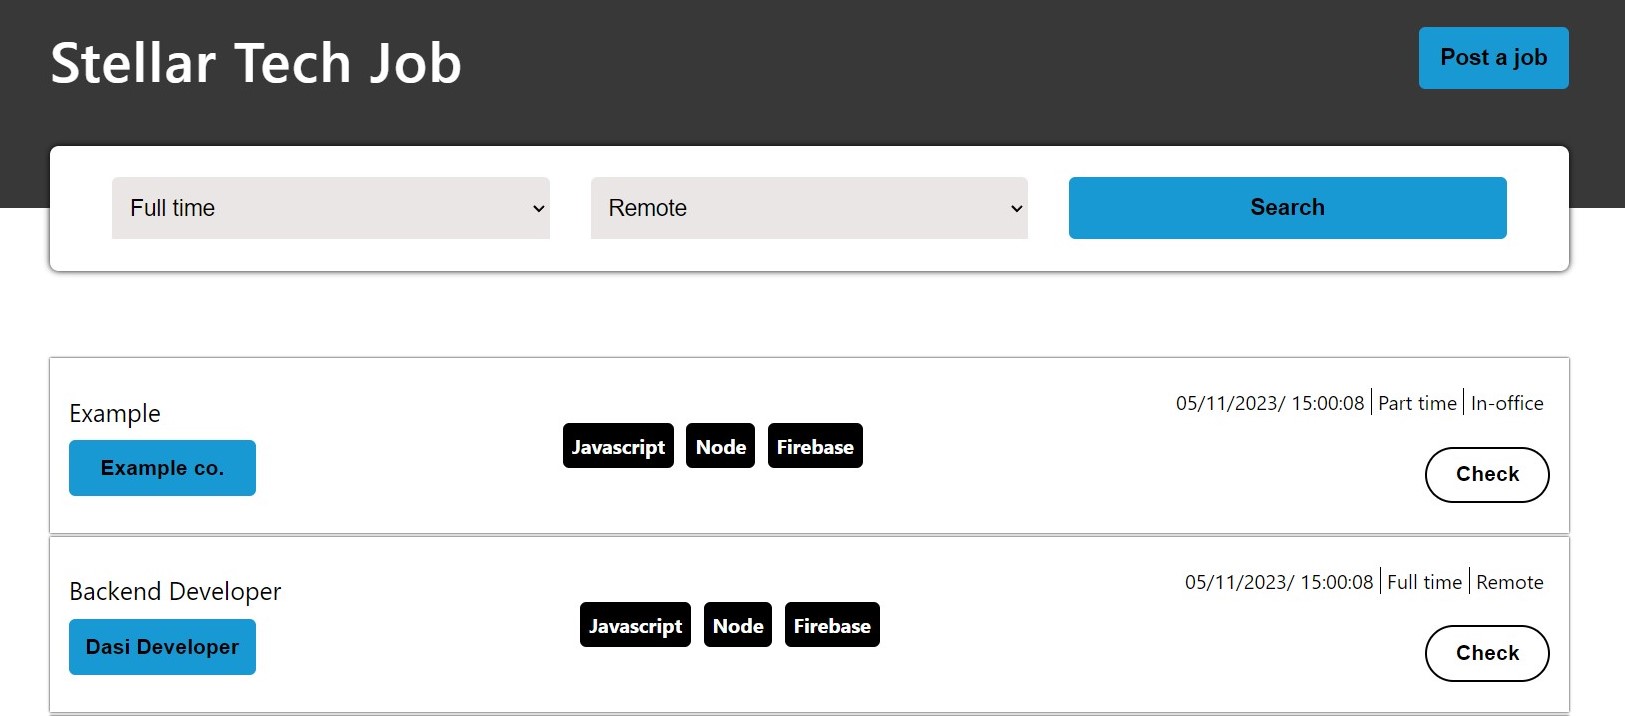 Stellar Tech Job
Post a job
Full time
Remote
Search
05/11/2023/ 15:00:08 | Part time | In-office
Example
Example co.
Javascript Node Firebase
Check
05/11/2023/ 15:00:08 | Full time | Remote
Backend Developer
Dasi Developer
Javascript Node Firebase
Check